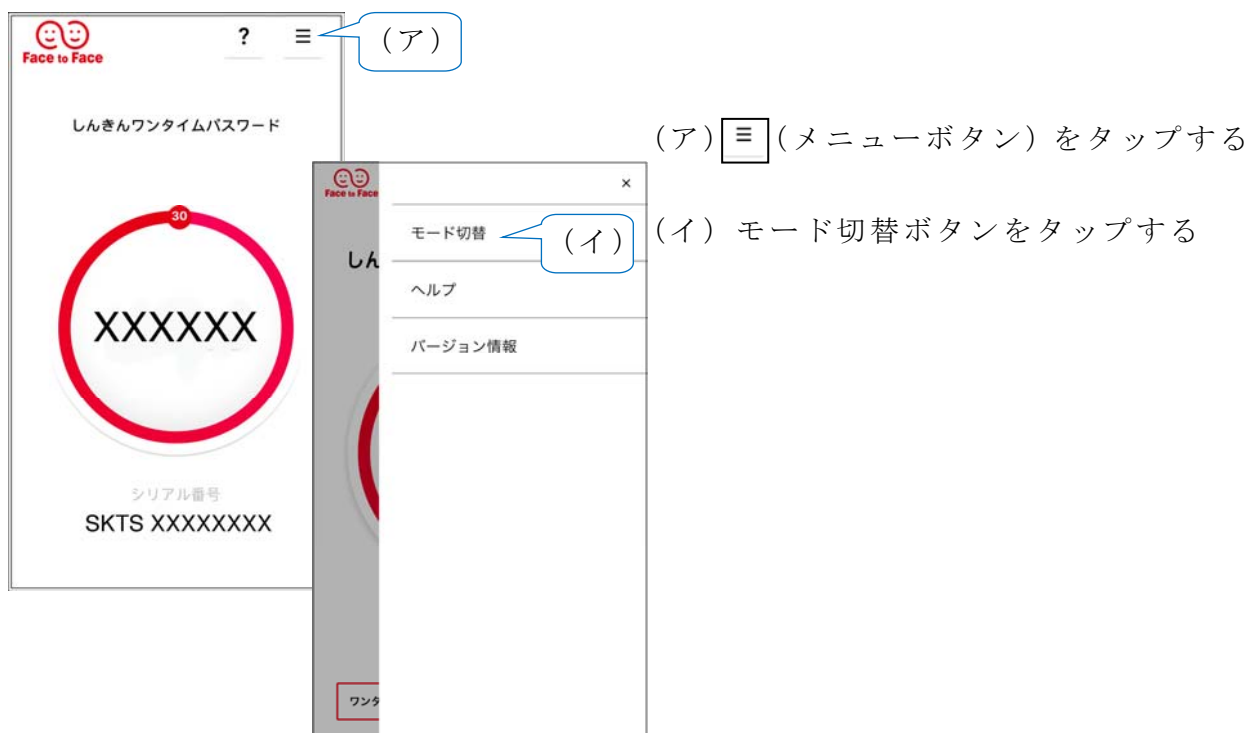 Face to Face
?
≡
(ア)
しんきんワンタイムパスワード
30
XXXXXX
シリアル番号
SKTS XXXXXXXX
Face to Face
×
しん
モード切替
(イ)
ヘルプ
バージョン情報
ワンタ
(ア)≡(メニューボタン)をタップする
(イ) モード切替ボタンをタップする